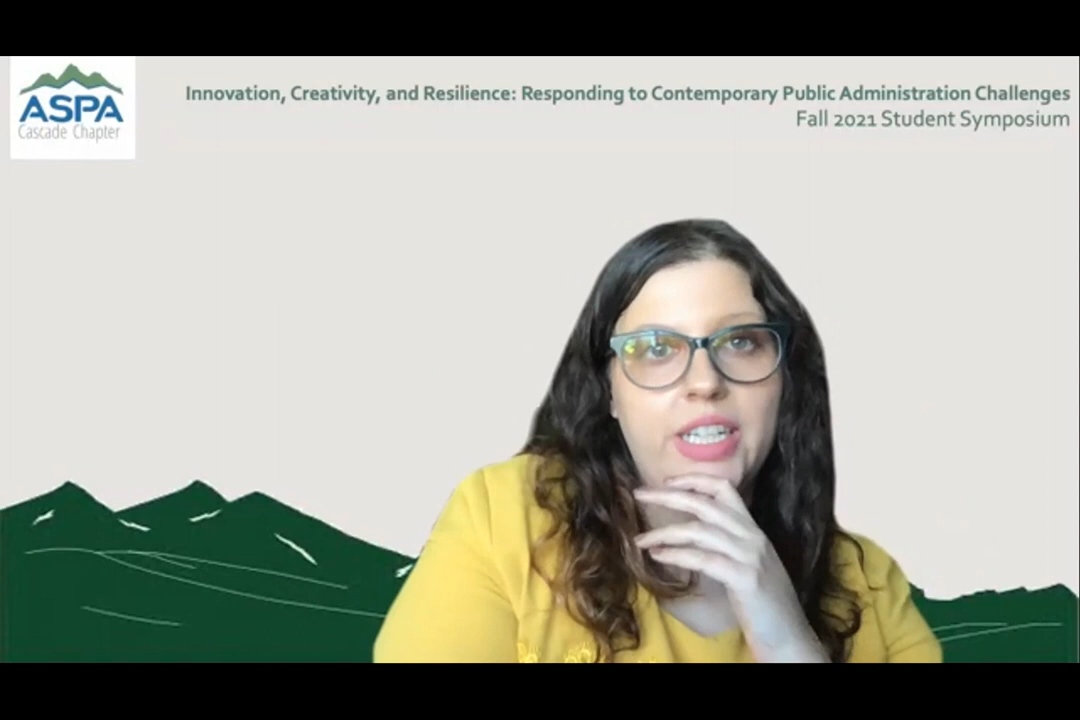 ASPA
Cascade Chapter
Innovation, Creativity, and Resilience: Responding to Contemporary Public Administration Challenges
Fall 2021 Student Symposium